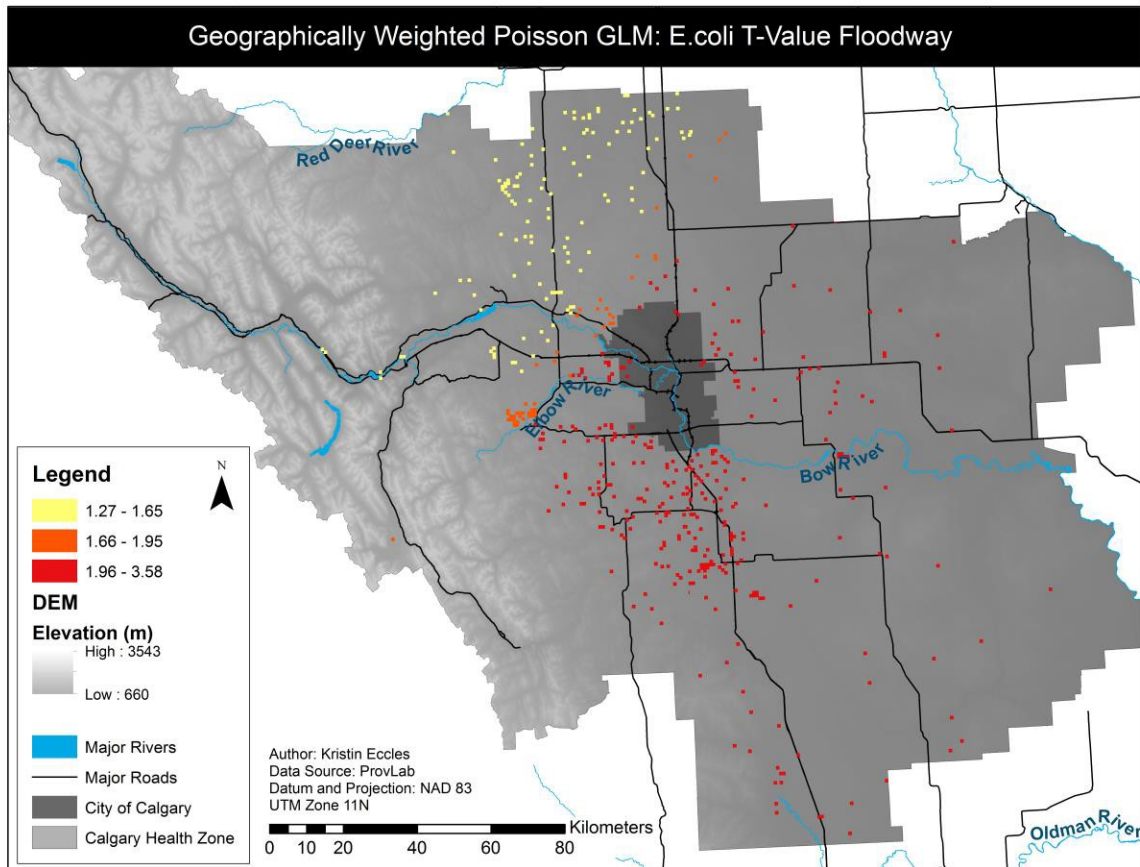 Geographically Weighted Poisson GLM: E.coli T-Value Floodway
Red Deer River
Elbow River
Bow River
Oldman River
Legend
1.27 - 1.65
1.66 - 1.95
1.96 - 3.58
DEM
Elevation (m)
High : 3543
Low : 660
Major Rivers
Major Roads
City of Calgary
Calgary Health Zone
N
Author: Kristin Eccles
Data Source: ProvLab
Datum and Projection: NAD 83
UTM Zone 11N
Kilometers
0 10 20 40 60 80